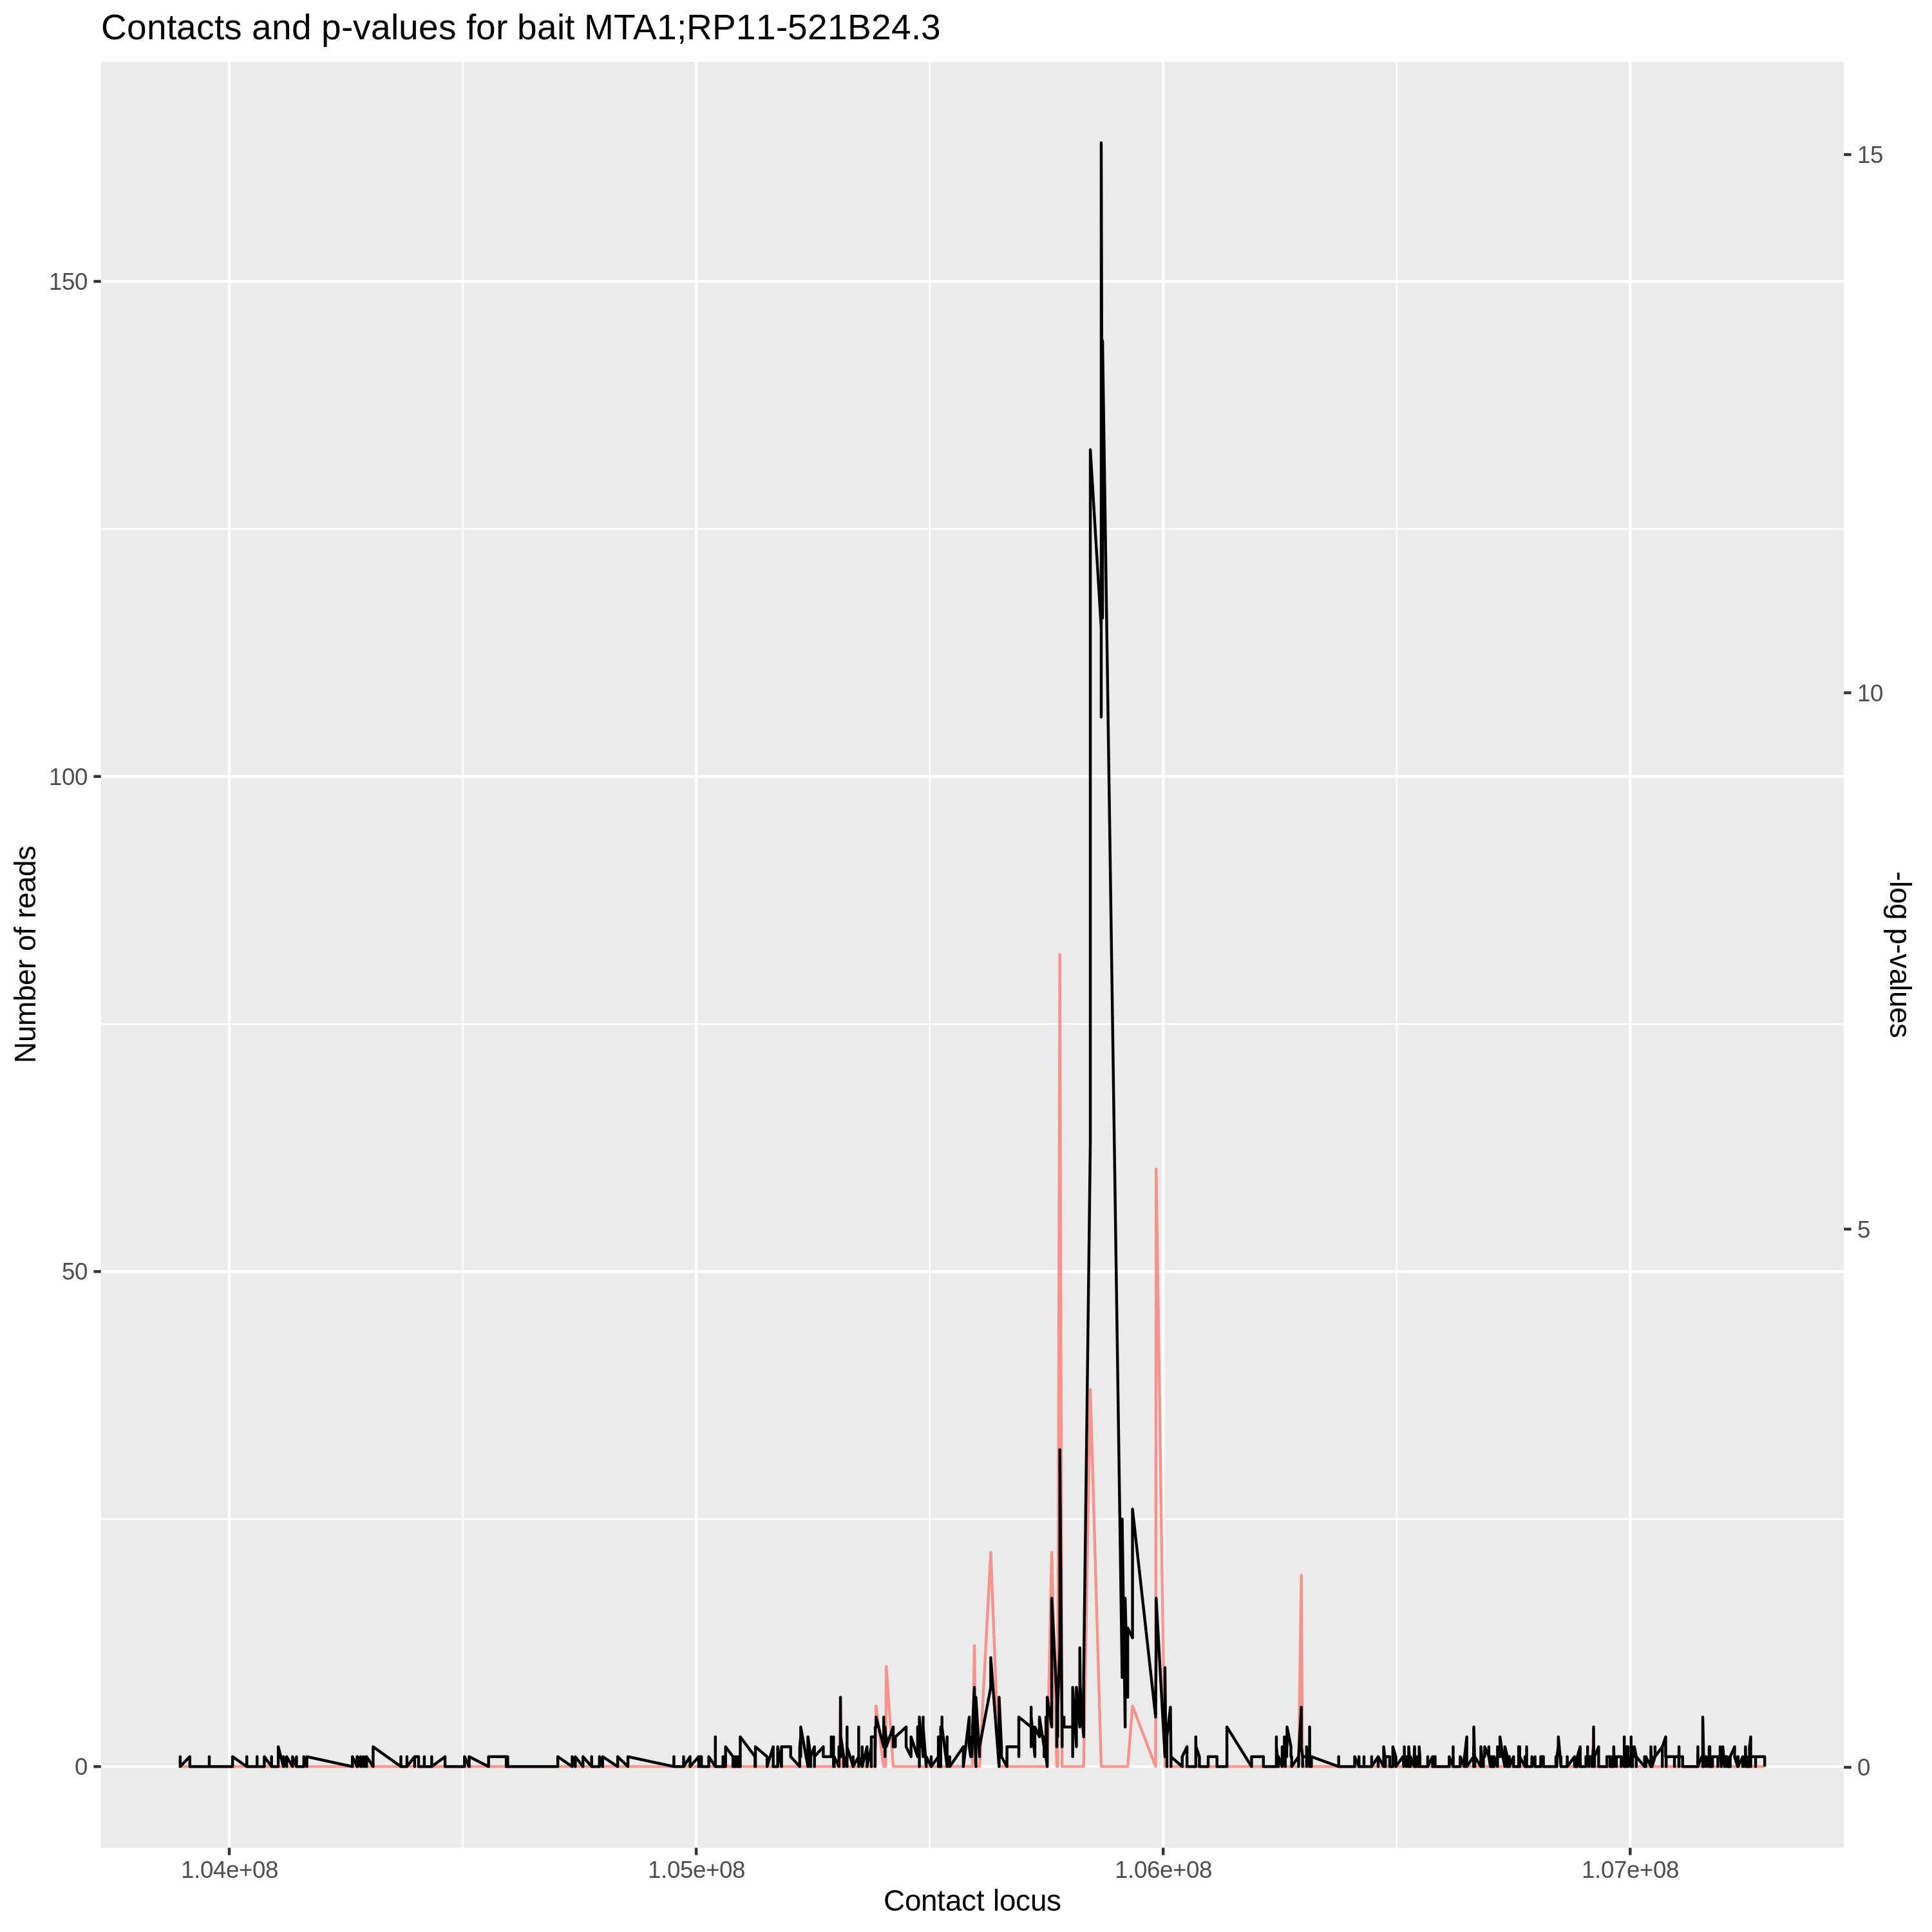 Contacts and p-values for bait MTA1;RP11-521B24.3
150
100
50
0
Number of reads
15
10
5
0
-log p-values
1.04e+08 1.05e+08 1.06e+08 1.07e+08
Contact locus